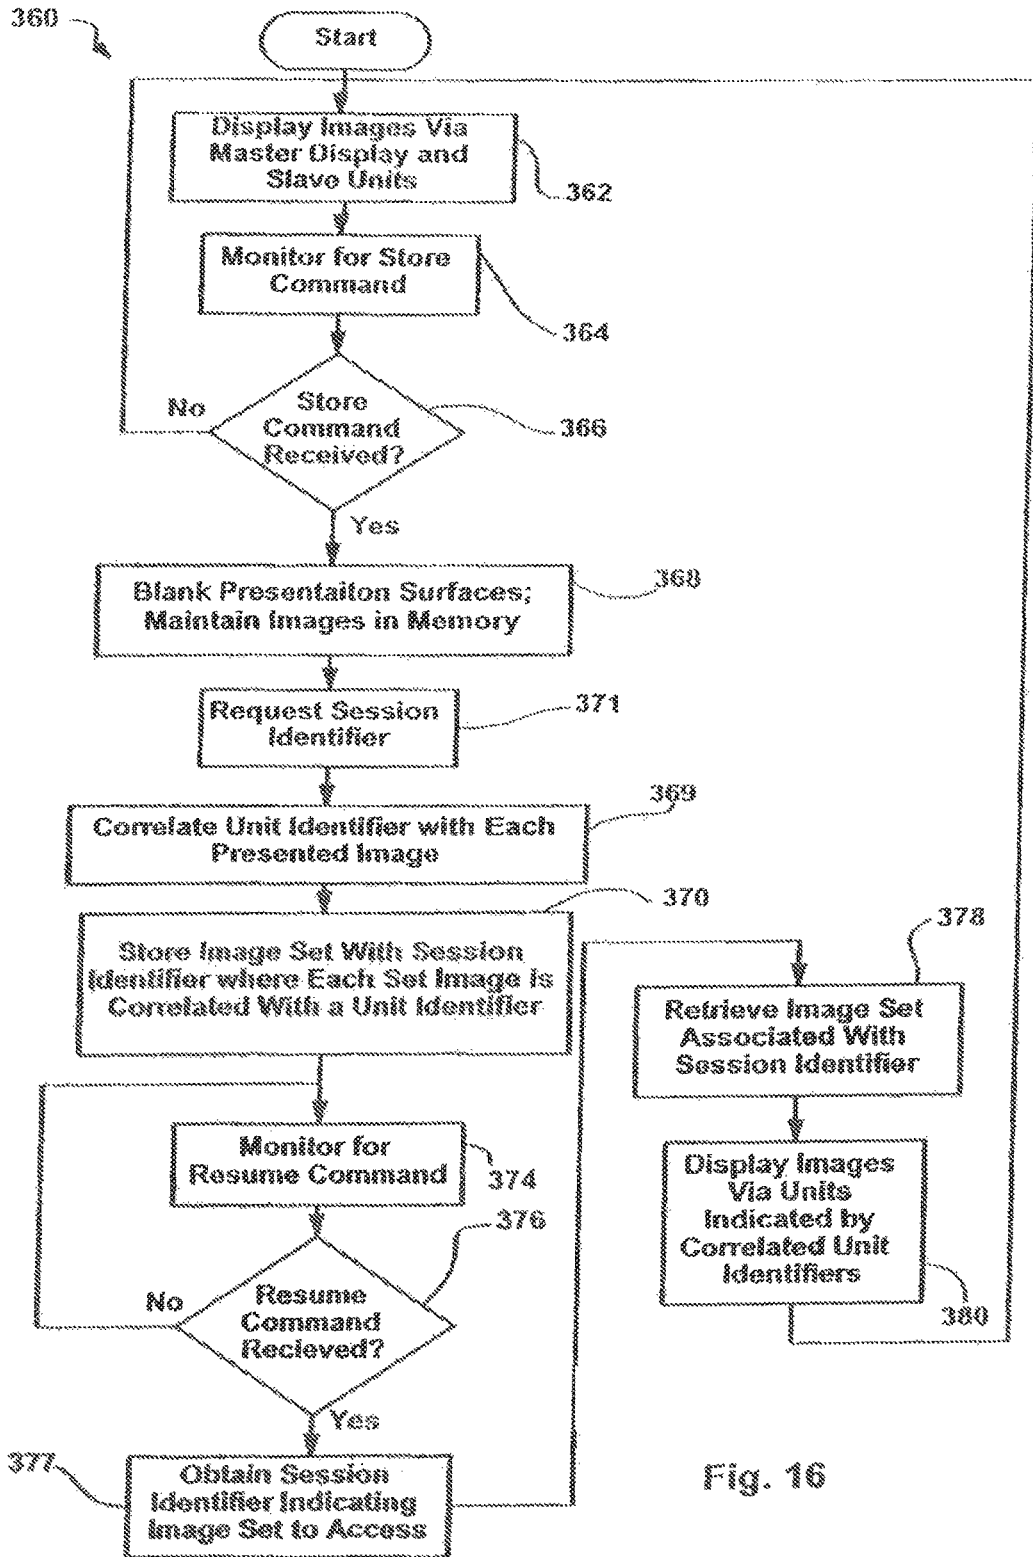 360
Start
Display Images Via
Master Display and
Slave Units
362
Monitor for Store
Command
364
Store
Command
Received?
366
No
Yes
Blank Presentaiton Surfaces;
Maintain Images in Memory
368
Request Session
Identifier
371
Correlate Unit Identifier with Each
Presented Image
369
Store Image Set With Session
Identifier where Each Set Image is
Correlated With a Unit Identifier
370
Monitor for
Resume Command
374
Resume
Command
Recieved?
376
No
Yes
377
Obtain Session
Identifier Indicating
Image Set to Access
378
Retrieve Image Set
Associated With
Session Identifier
Display Images
Via Units
Indicated by
Correlated Unit
Identifiers
380
Fig. 16